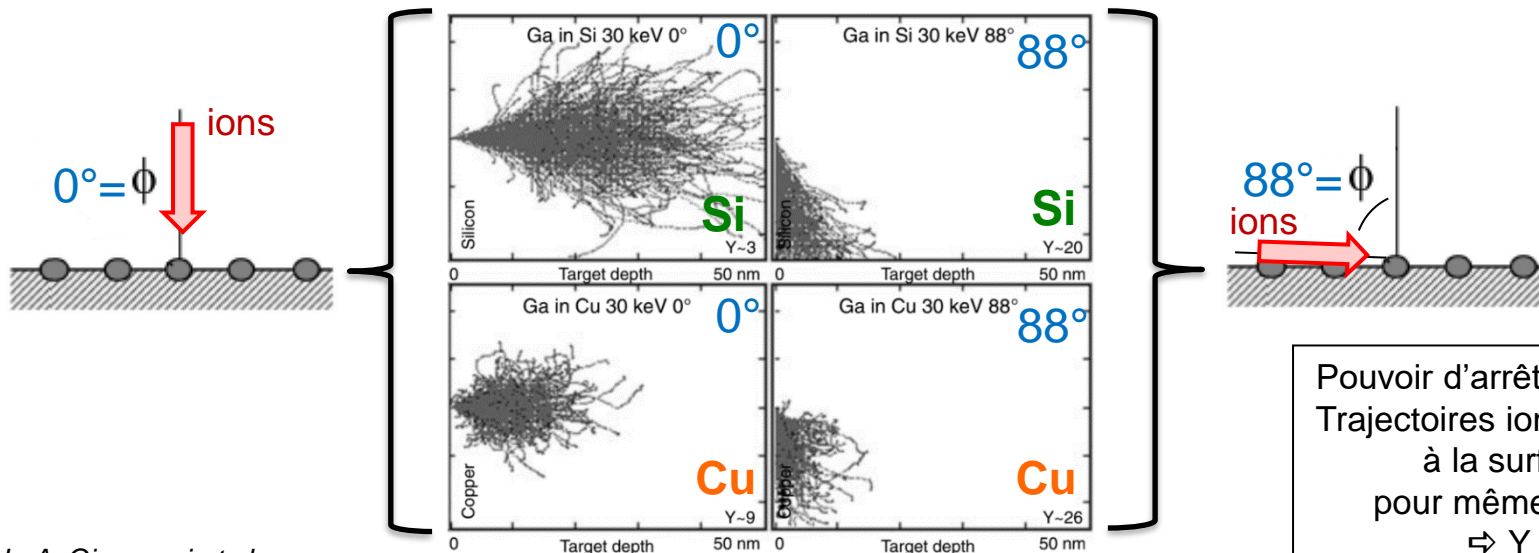 ions
0°=ϕ
Ga in Si 30 keV 0°
0°
Silicon
Si
Y~3
0 Target depth 50 nm
Ga in Si 30 keV 88°
88°
Silicon
Si
Y~20
0 Target depth 50 nm
Ga in Cu 30 keV 0°
0°
Copper
Cu
Y~9
0 Target depth 50 nm
Ga in Cu 30 keV 88°
88°
Copper
Cu
Y~26
0 Target depth 50 nm
88°=ϕ
ions
Pouvoir d'arrêt
Trajectoires ion
à la surf
pour même
⇨ Y